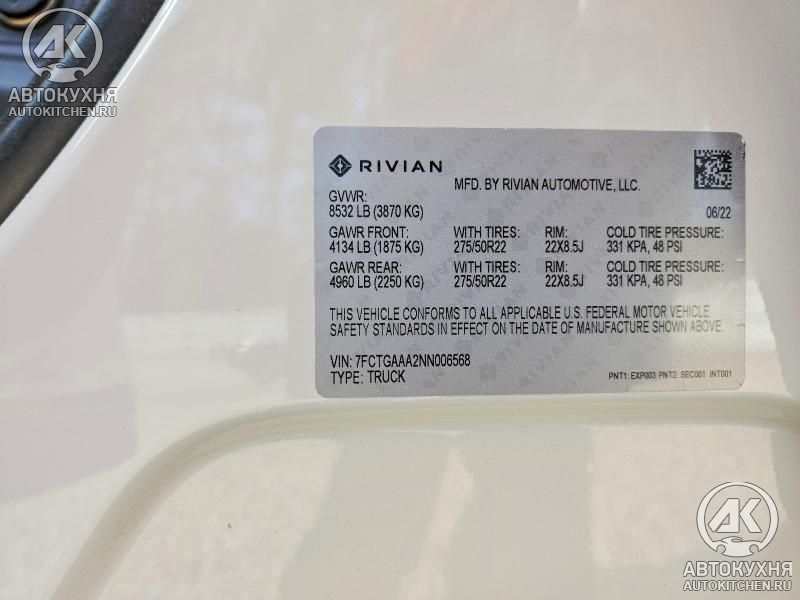 AK
АВТОКУХНЯ
AUTOKITCHEN.RU
RIVIAN
MFD. BY RIVIAN AUTOMOTIVE, LLC.
GVWR:
8532 LB (3870 KG)
06/22
GAWR FRONT: WITH TIRES: RIM: COLD TIRE PRESSURE:
4134 LB (1875 KG) 275/50R22 22X8.5J 331 KPA, 48 PSI
GAWR REAR: WITH TIRES: RIM: COLD TIRE PRESSURE:
4960 LB (2250 KG) 275/50R22 22X8.5J 331 KPA, 48 PSI
THIS VEHICLE CONFORMS TO ALL APPLICABLE U.S. FEDERAL MOTOR VEHICLE
SAFETY STANDARDS IN EFFECT ON THE DATE OF MANUFACTURE SHOWN ABOVE.
VIN: 7FCTGAAA2NN006568
TYPE: TRUCK
PNT1: EXP003 PNT2: SEC001 INT001
AK
АВТОКУХНЯ
AUTOKITCHEN.RU